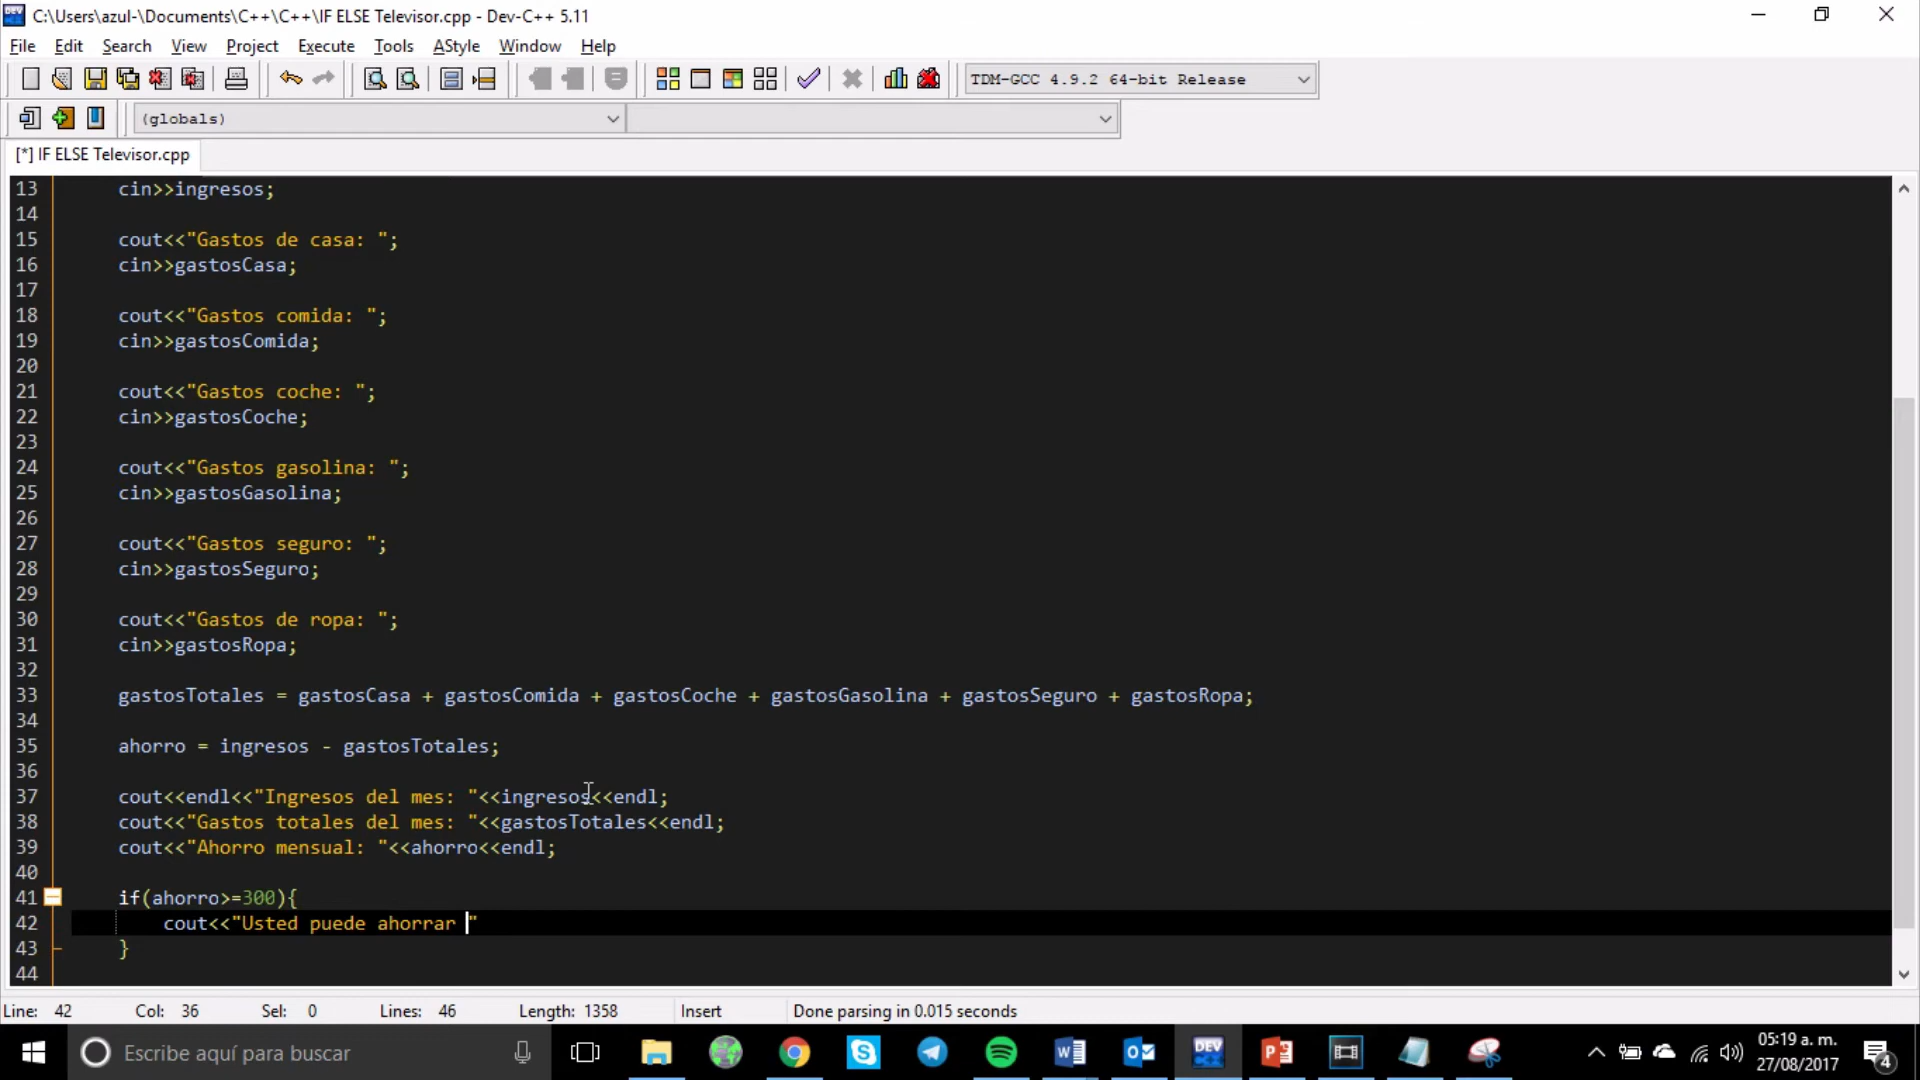 C:\Users\azul-\Documents\C++\C++\IF ELSE Televisor.cpp - Dev-C++ 5.11
File Edit Search View Project Execute Tools AStyle Window Help
TDM-GCC 4.9.2 64-bit Release
(globals)
[*] IF ELSE Televisor.cpp
13 cin>>ingresos;
14
15 cout<<"Gastos de casa: ";
16 cin>>gastosCasa;
17
18 cout<<"Gastos comida: ";
19 cin>>gastosComida;
20
21 cout<<"Gastos coche: ";
22 cin>>gastosCoche;
23
24 cout<<"Gastos gasolina: ";
25 cin>>gastosGasolina;
26
27 cout<<"Gastos seguro: ";
28 cin>>gastosSeguro;
29
30 cout<<"Gastos de ropa: ";
31 cin>>gastosRopa;
32
33 gastosTotales = gastosCasa + gastosComida + gastosCoche + gastosGasolina + gastosSeguro + gastosRopa;
34
35 ahorro = ingresos - gastosTotales;
36
37 cout<<endl<<"Ingresos del mes: "<<ingresos<<endl;
38 cout<<"Gastos totales del mes: "<<gastosTotales<<endl;
39 cout<<"Ahorro mensual: "<<ahorro<<endl;
40
41 if(ahorro>=300){
42 cout<<"Usted puede ahorrar "
43 }
44
Line: 42 Col: 36 Sel: 0 Lines: 46 Length: 1358 Insert Done parsing in 0.015 seconds
Escribe aquí para buscar
DEV
05:19 a. m.
27/08/2017
4